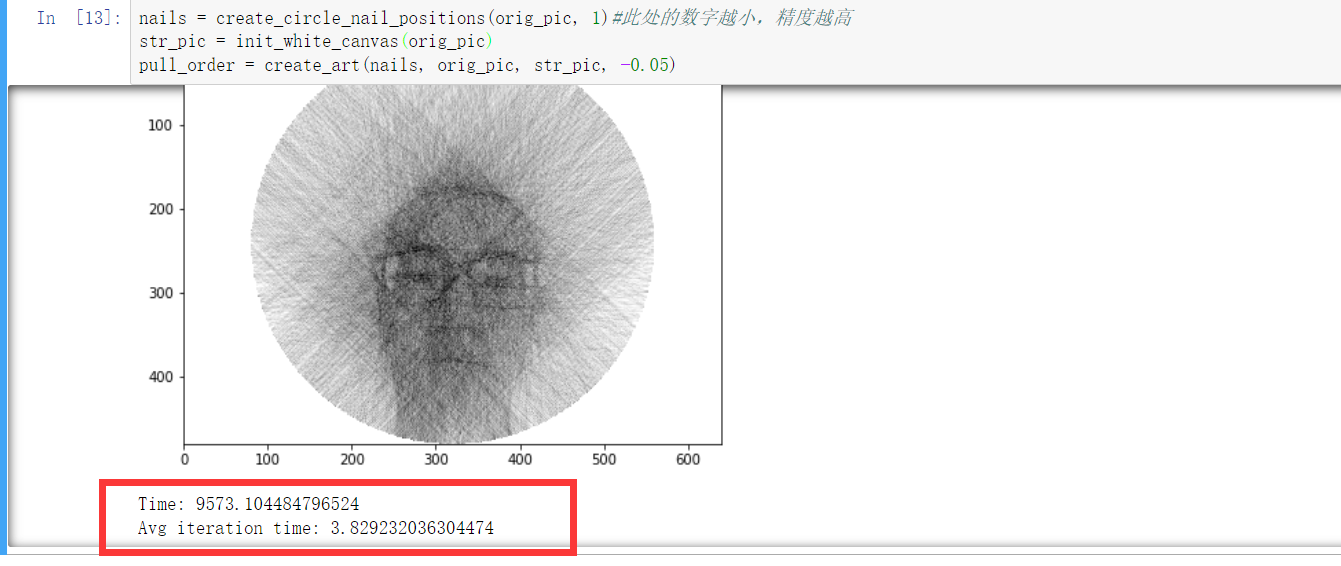 In [13]:
nails = create_circle_nail_positions(orig_pic, 1)#此处的数字越小，精度越高
str_pic = init_white_canvas(orig_pic)
pull_order = create_art(nails, orig_pic, str_pic, -0.05)
100
200
300
400
0 100 200 300 400 500 600
Time: 9573.104484796524
Avg iteration time: 3.829232036304474